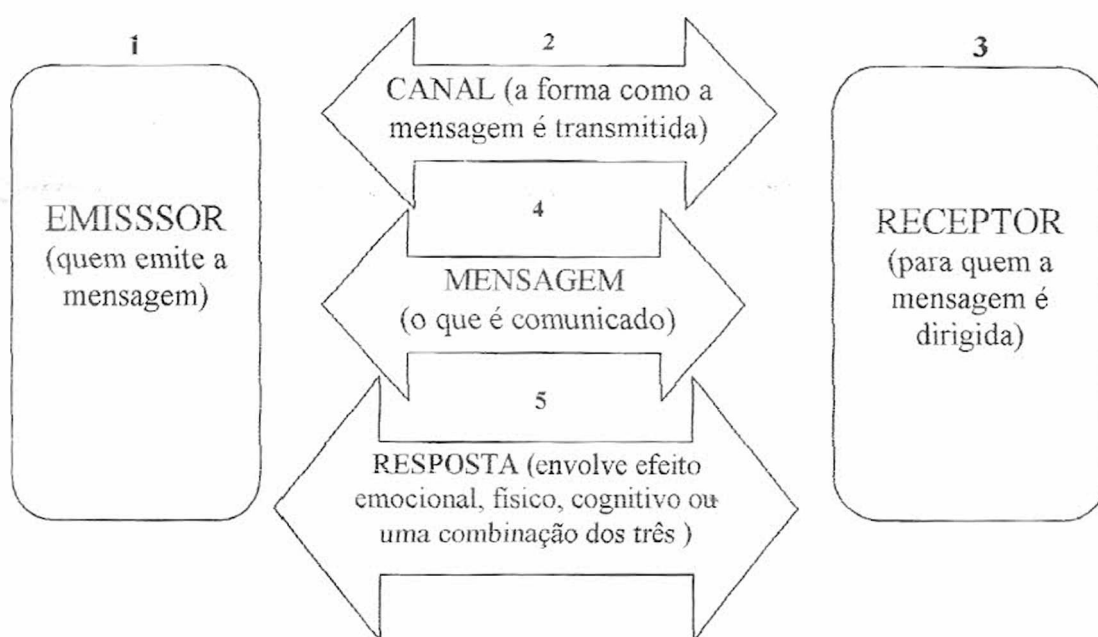 1
EMISSSOR
(quem emite a
mensagem)
2
CANAL (a forma como a
mensagem é transmitida)
4
MENSAGEM
(o que é comunicado)
5
RESPOSTA (envolve efeito
emocional, físico, cognitivo ou
uma combinação dos três )
3
RECEPTOR
(para quem a
mensagem é
dirigida)